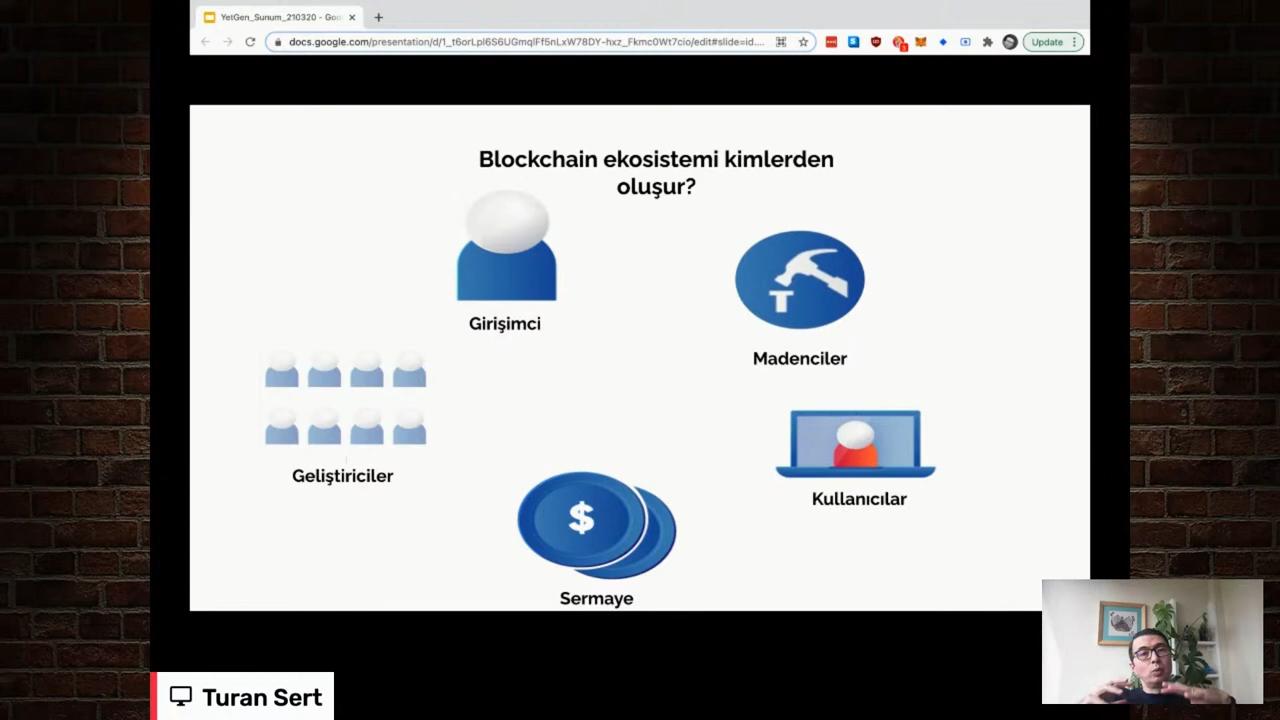 YetGen_Sunum_210320 - Goo
docs.google.com/presentation/d/1_t6orLpl6S6UGmqlFf5nLxW78DY-hxz_Fkmc0Wt7cio/edit#slide=id....
Update
Blockchain ekosistemi kimlerden
oluşur?
Girişimci
Madenciler
Geliştiriciler
Kullanıcılar
$
Sermaye
Turan Sert